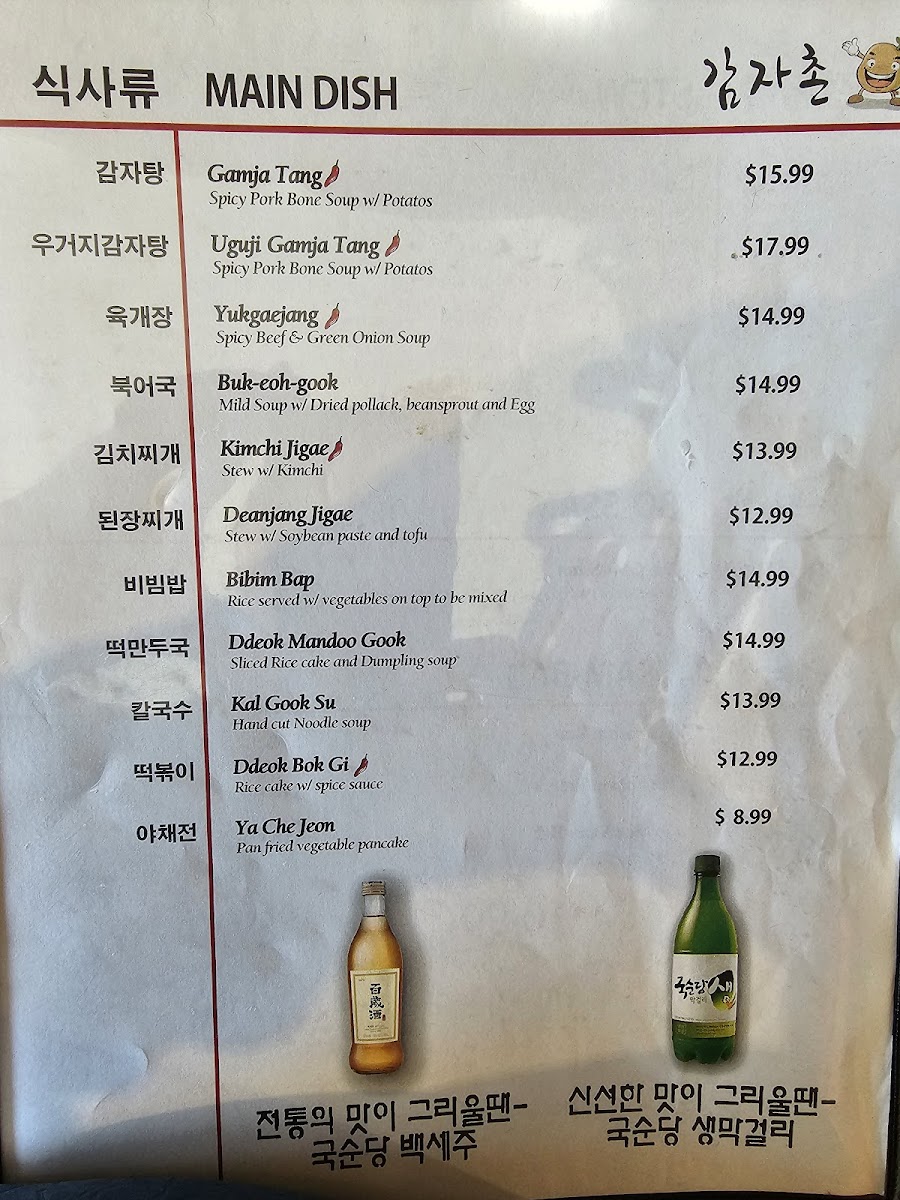 식사류 MAIN DISH 감자촌
감자탕 Gamja Tang $15.99
Spicy Pork Bone Soup w/ Potatos
우거지감자탕 Uguji Gamja Tang $17.99
Spicy Pork Bone Soup w/ Potatos
육개장 Yukgaejang $14.99
Spicy Beef & Green Onion Soup
북어국 Buk-eoh-gook $14.99
Mild Soup w/ Dried pollack, beansprout and Egg
김치찌개 Kimchi Jigae $13.99
Stew w/ Kimchi
된장찌개 Deanjang Jigae $12.99
Stew w/ Soybean paste and tofu
비빔밥 Bibim Bap $14.99
Rice served w/ vegetables on top to be mixed
떡만두국 Ddeok Mandoo Gook $14.99
Sliced Rice cake and Dumpling soup
칼국수 Kal Gook Su $13.99
Hand cut Noodle soup
떡볶이 Ddeok Bok Gi $12.99
Rice cake w/ spice sauce
야채전 Ya Che Jeon $ 8.99
Pan fried vegetable pancake
百歲酒
국순당 생
막걸리
전통의 맛이 그리울땐-
국순당 백세주
신선한 맛이 그리울땐-
국순당 생막걸리